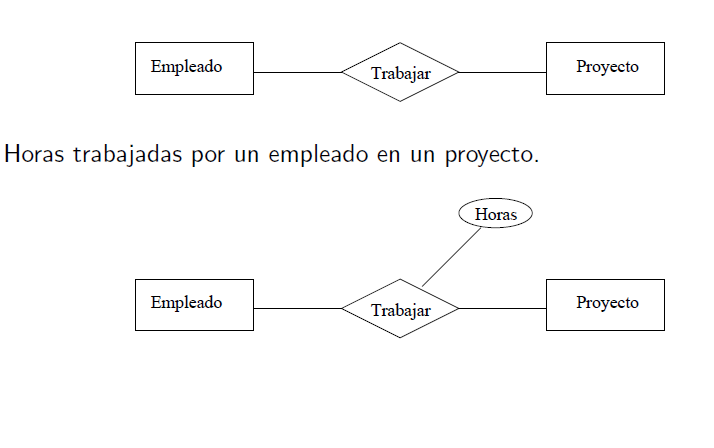 Empleado Trabajar Proyecto
Horas trabajadas por un empleado en un proyecto.
Horas
Empleado Trabajar Proyecto